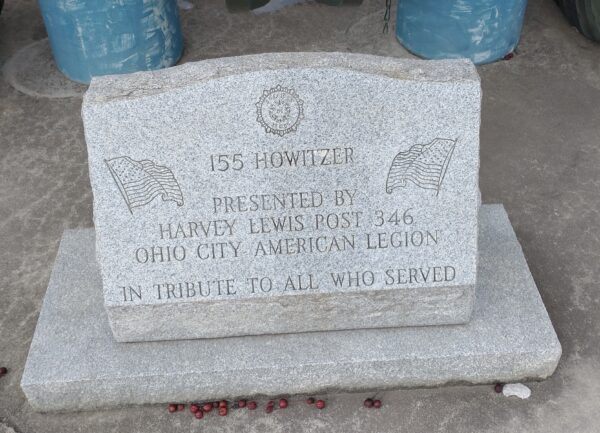 155 HOWITZER
PRESENTED BY
HARVEY LEWIS POST 346
OHIO CITY AMERICAN LEGION
IN TRIBUTE TO ALL WHO SERVED